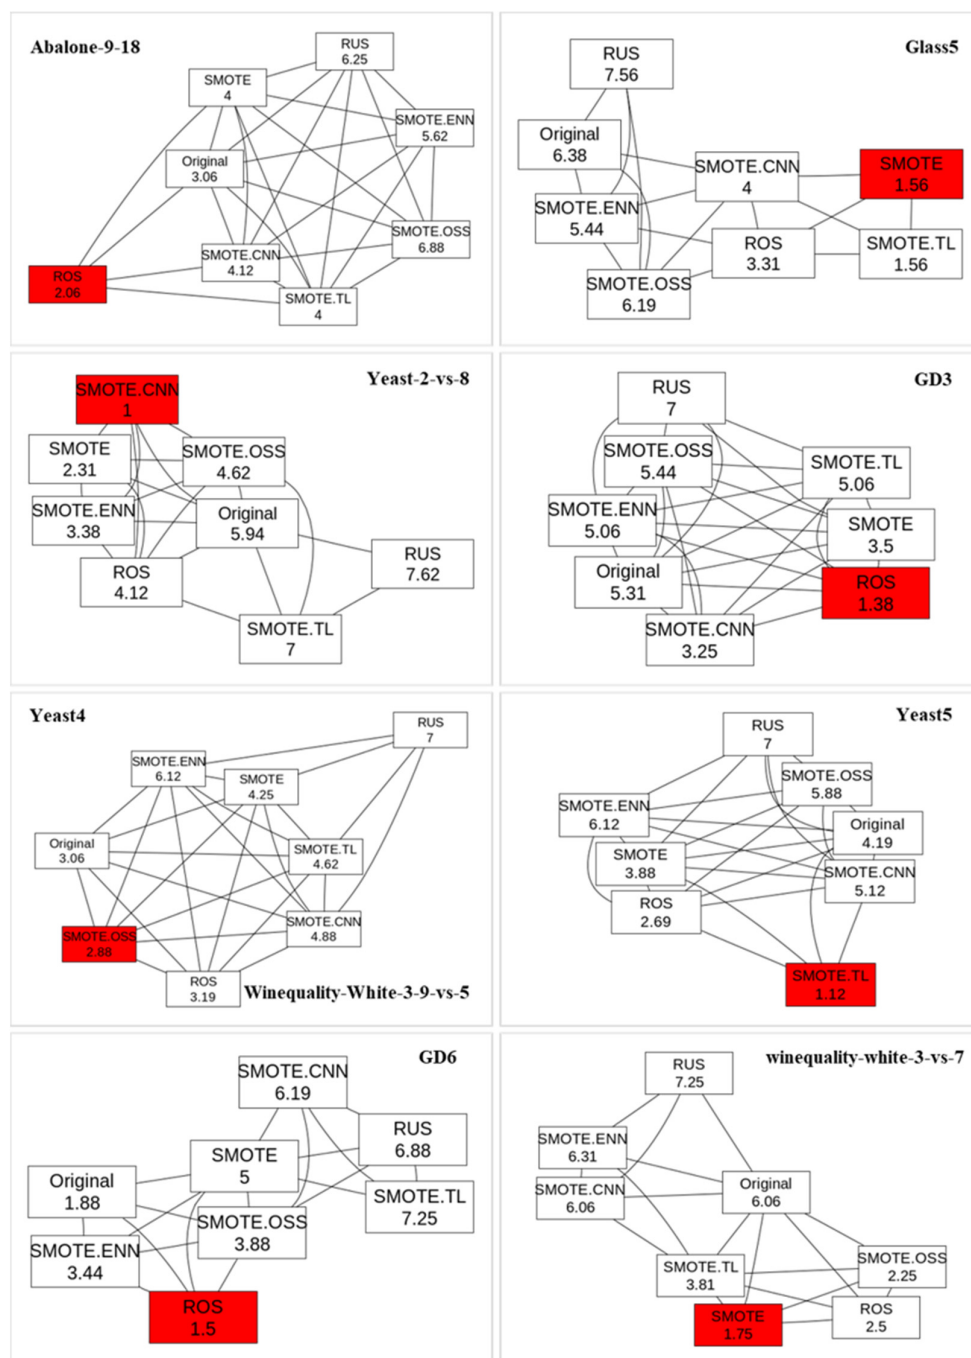 Abalone-9-18
RUS
6.25
SMOTE
4
SMOTE.ENN
5.62
Original
3.06
SMOTE.OSS
6.88
SMOTE.CNN
4.12
ROS
2.06
SMOTE.TL
4
Glass5
RUS
7.56
Original
6.38
SMOTE.CNN
4
SMOTE
1.56
SMOTE.ENN
5.44
ROS
3.31
SMOTE.TL
1.56
SMOTE.OSS
6.19
Yeast-2-vs-8
SMOTE.CNN
1
SMOTE
2.31
SMOTE.OSS
4.62
SMOTE.ENN
3.38
Original
5.94
RUS
7.62
ROS
4.12
SMOTE.TL
7
GD3
RUS
7
SMOTE.OSS
5.44
SMOTE.TL
5.06
SMOTE.ENN
5.06
SMOTE
3.5
Original
5.31
ROS
1.38
SMOTE.CNN
3.25
Yeast4
RUS
7
SMOTE.ENN
6.12
SMOTE
4.25
Original
3.06
SMOTE.TL
4.62
SMOTE.OSS
2.88
SMOTE.CNN
4.88
ROS
3.19
Winequality-White-3-9-vs-5
Yeast5
RUS
7
SMOTE.OSS
5.88
SMOTE.ENN
6.12
Original
4.19
SMOTE
3.88
SMOTE.CNN
5.12
ROS
2.69
SMOTE.TL
1.12
GD6
SMOTE.CNN
6.19
RUS
6.88
SMOTE
5
Original
1.88
SMOTE.TL
7.25
SMOTE.OSS
3.88
SMOTE.ENN
3.44
ROS
1.5
winequality-white-3-vs-7
RUS
7.25
SMOTE.ENN
6.31
SMOTE.CNN
6.06
Original
6.06
SMOTE.TL
3.81
SMOTE.OSS
2.25
SMOTE
1.75
ROS
2.5